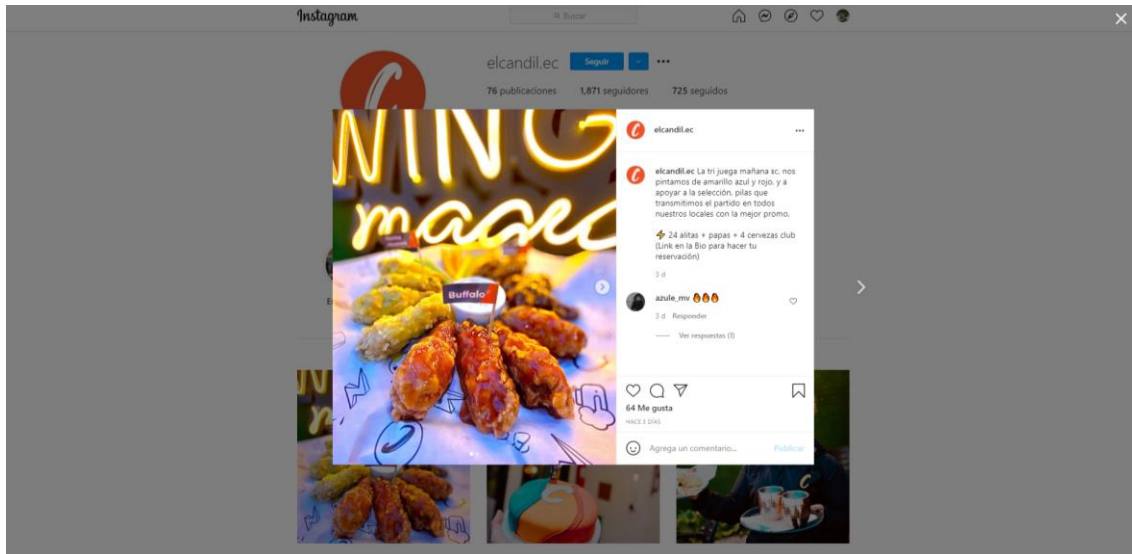 Instagram
Buscar
elcandil.ec Seguir
76 publicaciones 1,871 seguidores 725 seguidos
WING
elcandil.ec
elcandil.ec La tri juega mañana sc, nos
pintamos de amarillo azul y rojo, y a
apoyar a la selección, pilas que
transmitimos el partido en todos
nuestros locales con la mejor promo.
24 alitas + papas + 4 cervezas club
(Link en la Bio para hacer tu
reservación)
3 d
Buffalo
azule_mv
3 d Responder
Ver respuestas (1)
64 Me gusta
HACE 3 DÍAS
Agrega un comentario... Publicar